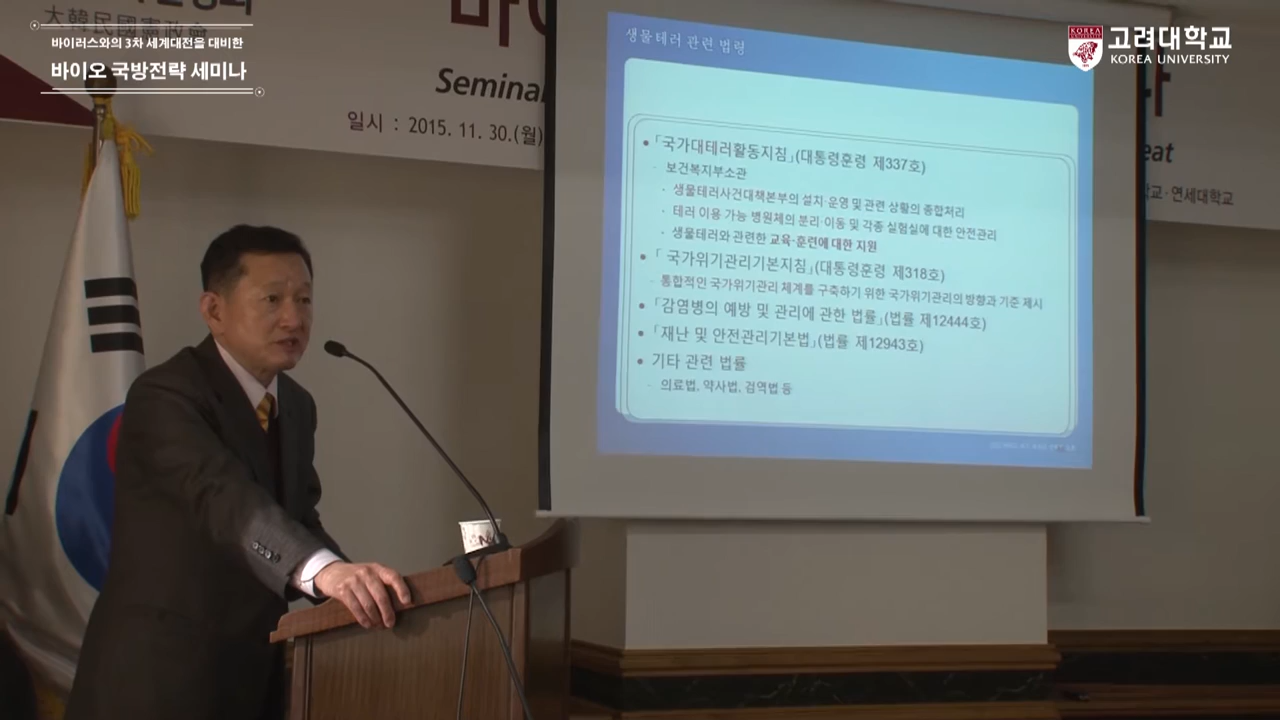 바이러스와의 3차 세계대전을 대비한
바이오 국방전략 세미나
大韓民國憲政會
Seminar
일시 : 2015. 11. 30.(월)
고려대학교
KOREA UNIVERSITY
KOREA
eat
학교·연세대학교
생물테러 관련 법령
• 「국가대테러활동지침」(대통령훈령 제337호)
- 보건복지부소관
· 생물테러사건대책본부의 설치·운영 및 관련 상황의 종합처리
· 테러 이용 가능 병원체의 분리·이동 및 각종 실험실에 대한 안전관리
· 생물테러와 관련한 교육·훈련에 대한 지원
• 「 국가위기관리기본지침」(대통령훈령 제318호)
- 통합적인 국가위기관리 체계를 구축하기 위한 국가위기관리의 방향과 기준 제시
• 「감염병의 예방 및 관리에 관한 법률」(법률 제12444호)
• 「재난 및 안전관리기본법」(법률 제12943호)
• 기타 관련 법률
- 의료법, 약사법, 검역법 등